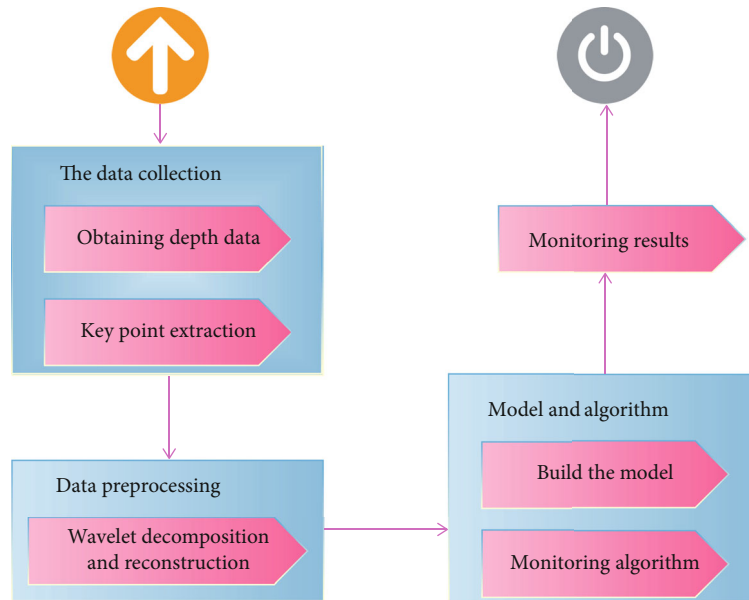 The data collection
Obtaining depth data
Key point extraction
Data preprocessing
Wavelet decomposition
and reconstruction
Monitoring results
Model and algorithm
Build the model
Monitoring algorithm